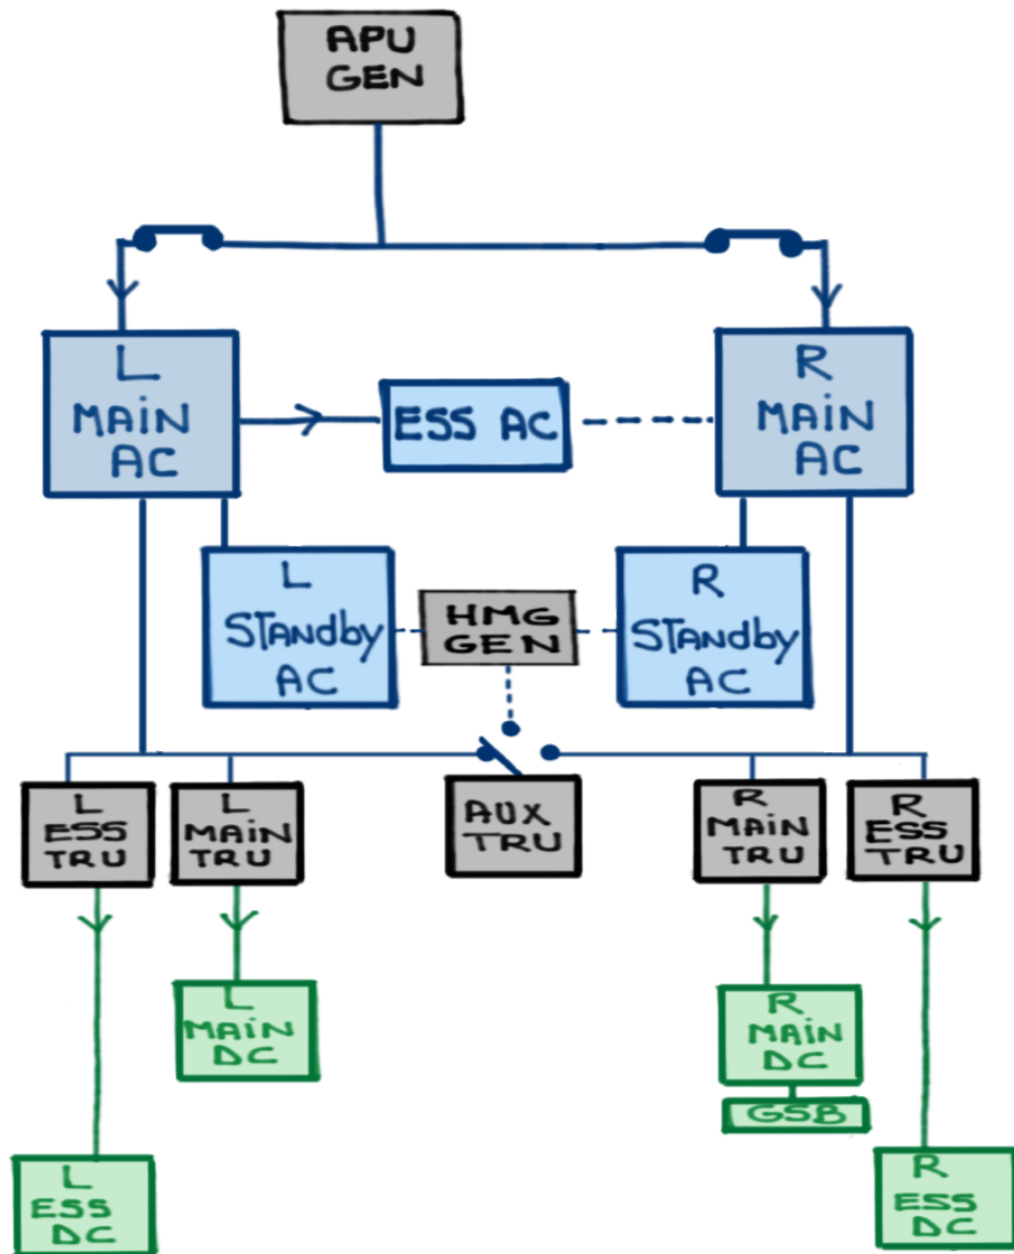 APU
GEN
L
MAiN
AC
ESS AC
R
MAiN
AC
L
STAndby
AC
HMG
GEN
R
STAndby
AC
L
ESS
TRU
L
MAiN
TRU
AUX
TRU
R
MAiN
TRU
R
ESS
TRU
L
MAiN
DC
R
MAiN
DC
GSB
L
ESS
DC
R
ESS
DC